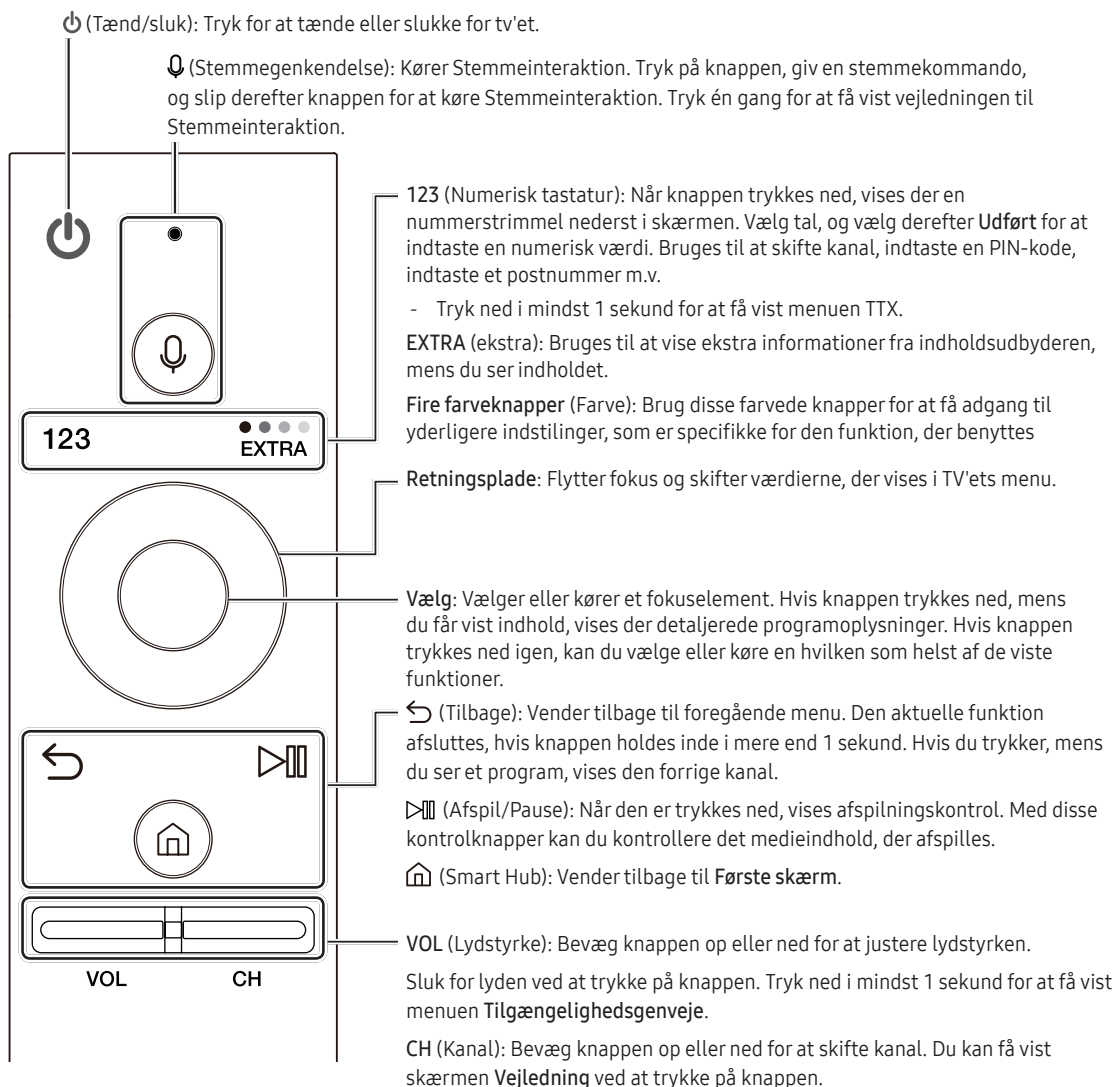 (Tænd/sluk): Tryk for at tænde eller slukke for tv'et.
(Stemmegenkendelse): Kører Stemmeinteraktion. Tryk på knappen, giv en stemmekommando,
og slip derefter knappen for at køre Stemmeinteraktion. Tryk én gang for at få vist vejledningen til
Stemmeinteraktion.
123 (Numerisk tastatur): Når knappen trykkes ned, vises der en
nummerstrimmel nederst i skærmen. Vælg tal, og vælg derefter Udført for at
indtaste en numerisk værdi. Bruges til at skifte kanal, indtaste en PIN-kode,
indtaste et postnummer m.v.
- Tryk ned i mindst 1 sekund for at få vist menuen TTX.
EXTRA (ekstra): Bruges til at vise ekstra informationer fra indholdsudbyderen,
mens du ser indholdet.
Fire farveknapper (Farve): Brug disse farvede knapper for at få adgang til
yderligere indstilinger, som er specifikke for den funktion, der benyttes
123
EXTRA
Retningsplade: Flytter fokus og skifter værdierne, der vises i TV'ets menu.
Vælg: Vælger eller kører et fokuselement. Hvis knappen trykkes ned, mens
du får vist indhold, vises der detaljerede programoplysninger. Hvis knappen
trykkes ned igen, kan du vælge eller køre en hvilken som helst af de viste
funktioner.
(Tilbage): Vender tilbage til foregående menu. Den aktuelle funktion
afsluttes, hvis knappen holdes inde i mere end 1 sekund. Hvis du trykker, mens
du ser et program, vises den forrige kanal.
(Afspil/Pause): Når den er trykkes ned, vises afspilningskontrol. Med disse
kontrolknapper kan du kontrollere det medieindhold, der afspilles.
(Smart Hub): Vender tilbage til Første skærm.
VOL (Lydstyrke): Bevæg knappen op eller ned for at justere lydstyrken.
Sluk for lyden ved at trykke på knappen. Tryk ned i mindst 1 sekund for at få vist
menuen Tilgængelighedsgenveje.
CH (Kanal): Bevæg knappen op eller ned for at skifte kanal. Du kan få vist
skærmen Vejledning ved at trykke på knappen.
VOL
CH